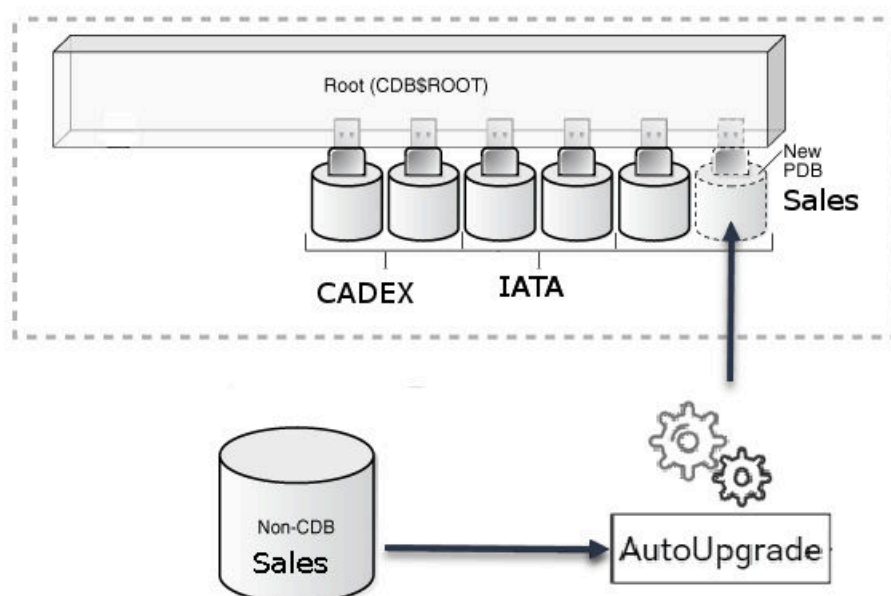 Root (CDB$ROOT)
New
PDB
Sales
CADEX
IATA
Non-CDB
Sales
AutoUpgrade